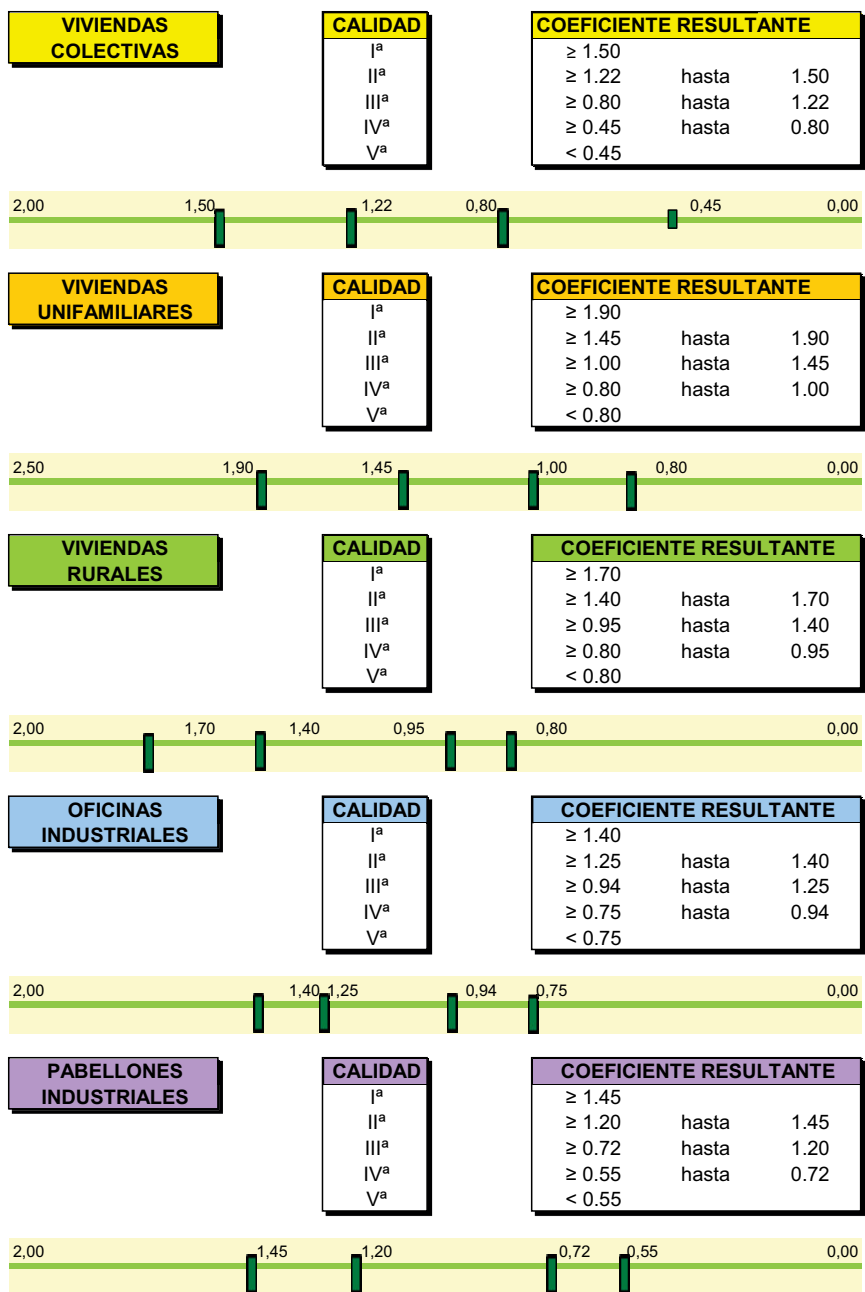 VIVIENDAS COLECTIVAS
CALIDAD COEFICIENTE RESULTANTE
Iª ≥ 1.50
IIª ≥ 1.22 hasta 1.50
IIIª ≥ 0.80 hasta 1.22
IVª ≥ 0.45 hasta 0.80
Vª < 0.45
2,00 1,50 1,22 0,80 0,45 0,00
VIVIENDAS UNIFAMILIARES
CALIDAD COEFICIENTE RESULTANTE
Iª ≥ 1.90
IIª ≥ 1.45 hasta 1.90
IIIª ≥ 1.00 hasta 1.45
IVª ≥ 0.80 hasta 1.00
Vª < 0.80
2,50 1,90 1,45 1,00 0,80 0,00
VIVIENDAS RURALES
CALIDAD COEFICIENTE RESULTANTE
Iª ≥ 1.70
IIª ≥ 1.40 hasta 1.70
IIIª ≥ 0.95 hasta 1.40
IVª ≥ 0.80 hasta 0.95
Vª < 0.80
2,00 1,70 1,40 0,95 0,80 0,00
OFICINAS INDUSTRIALES
CALIDAD COEFICIENTE RESULTANTE
Iª ≥ 1.40
IIª ≥ 1.25 hasta 1.40
IIIª ≥ 0.94 hasta 1.25
IVª ≥ 0.75 hasta 0.94
Vª < 0.75
2,00 1,40 1,25 0,94 0,75 0,00
PABELLONES INDUSTRIALES
CALIDAD COEFICIENTE RESULTANTE
Iª ≥ 1.45
IIª ≥ 1.20 hasta 1.45
IIIª ≥ 0.72 hasta 1.20
IVª ≥ 0.55 hasta 0.72
Vª < 0.55
2,00 1,45 1,20 0,72 0,55 0,00